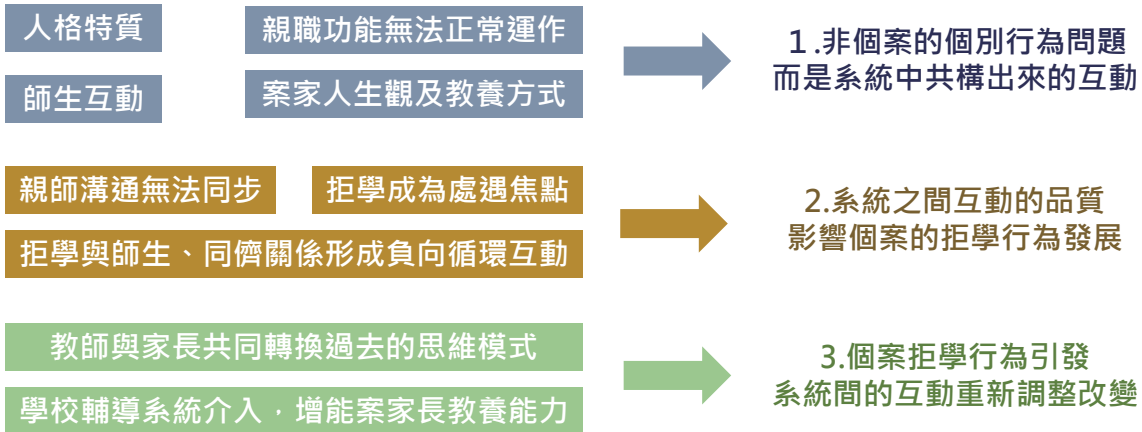 人格特質
親職功能無法正常運作
師生互動
案家人生觀及教養方式
1.非個案的個別行為問題
而是系統中共構出來的互動
親師溝通無法同步
拒學成為處遇焦點
拒學與師生、同儕關係形成負向循環互動
2.系統之間互動的品質
影響個案的拒學行為發展
教師與家長共同轉換過去的思維模式
學校輔導系統介入，增能案家長教養能力
3.個案拒學行為引發
系統間的互動重新調整改變